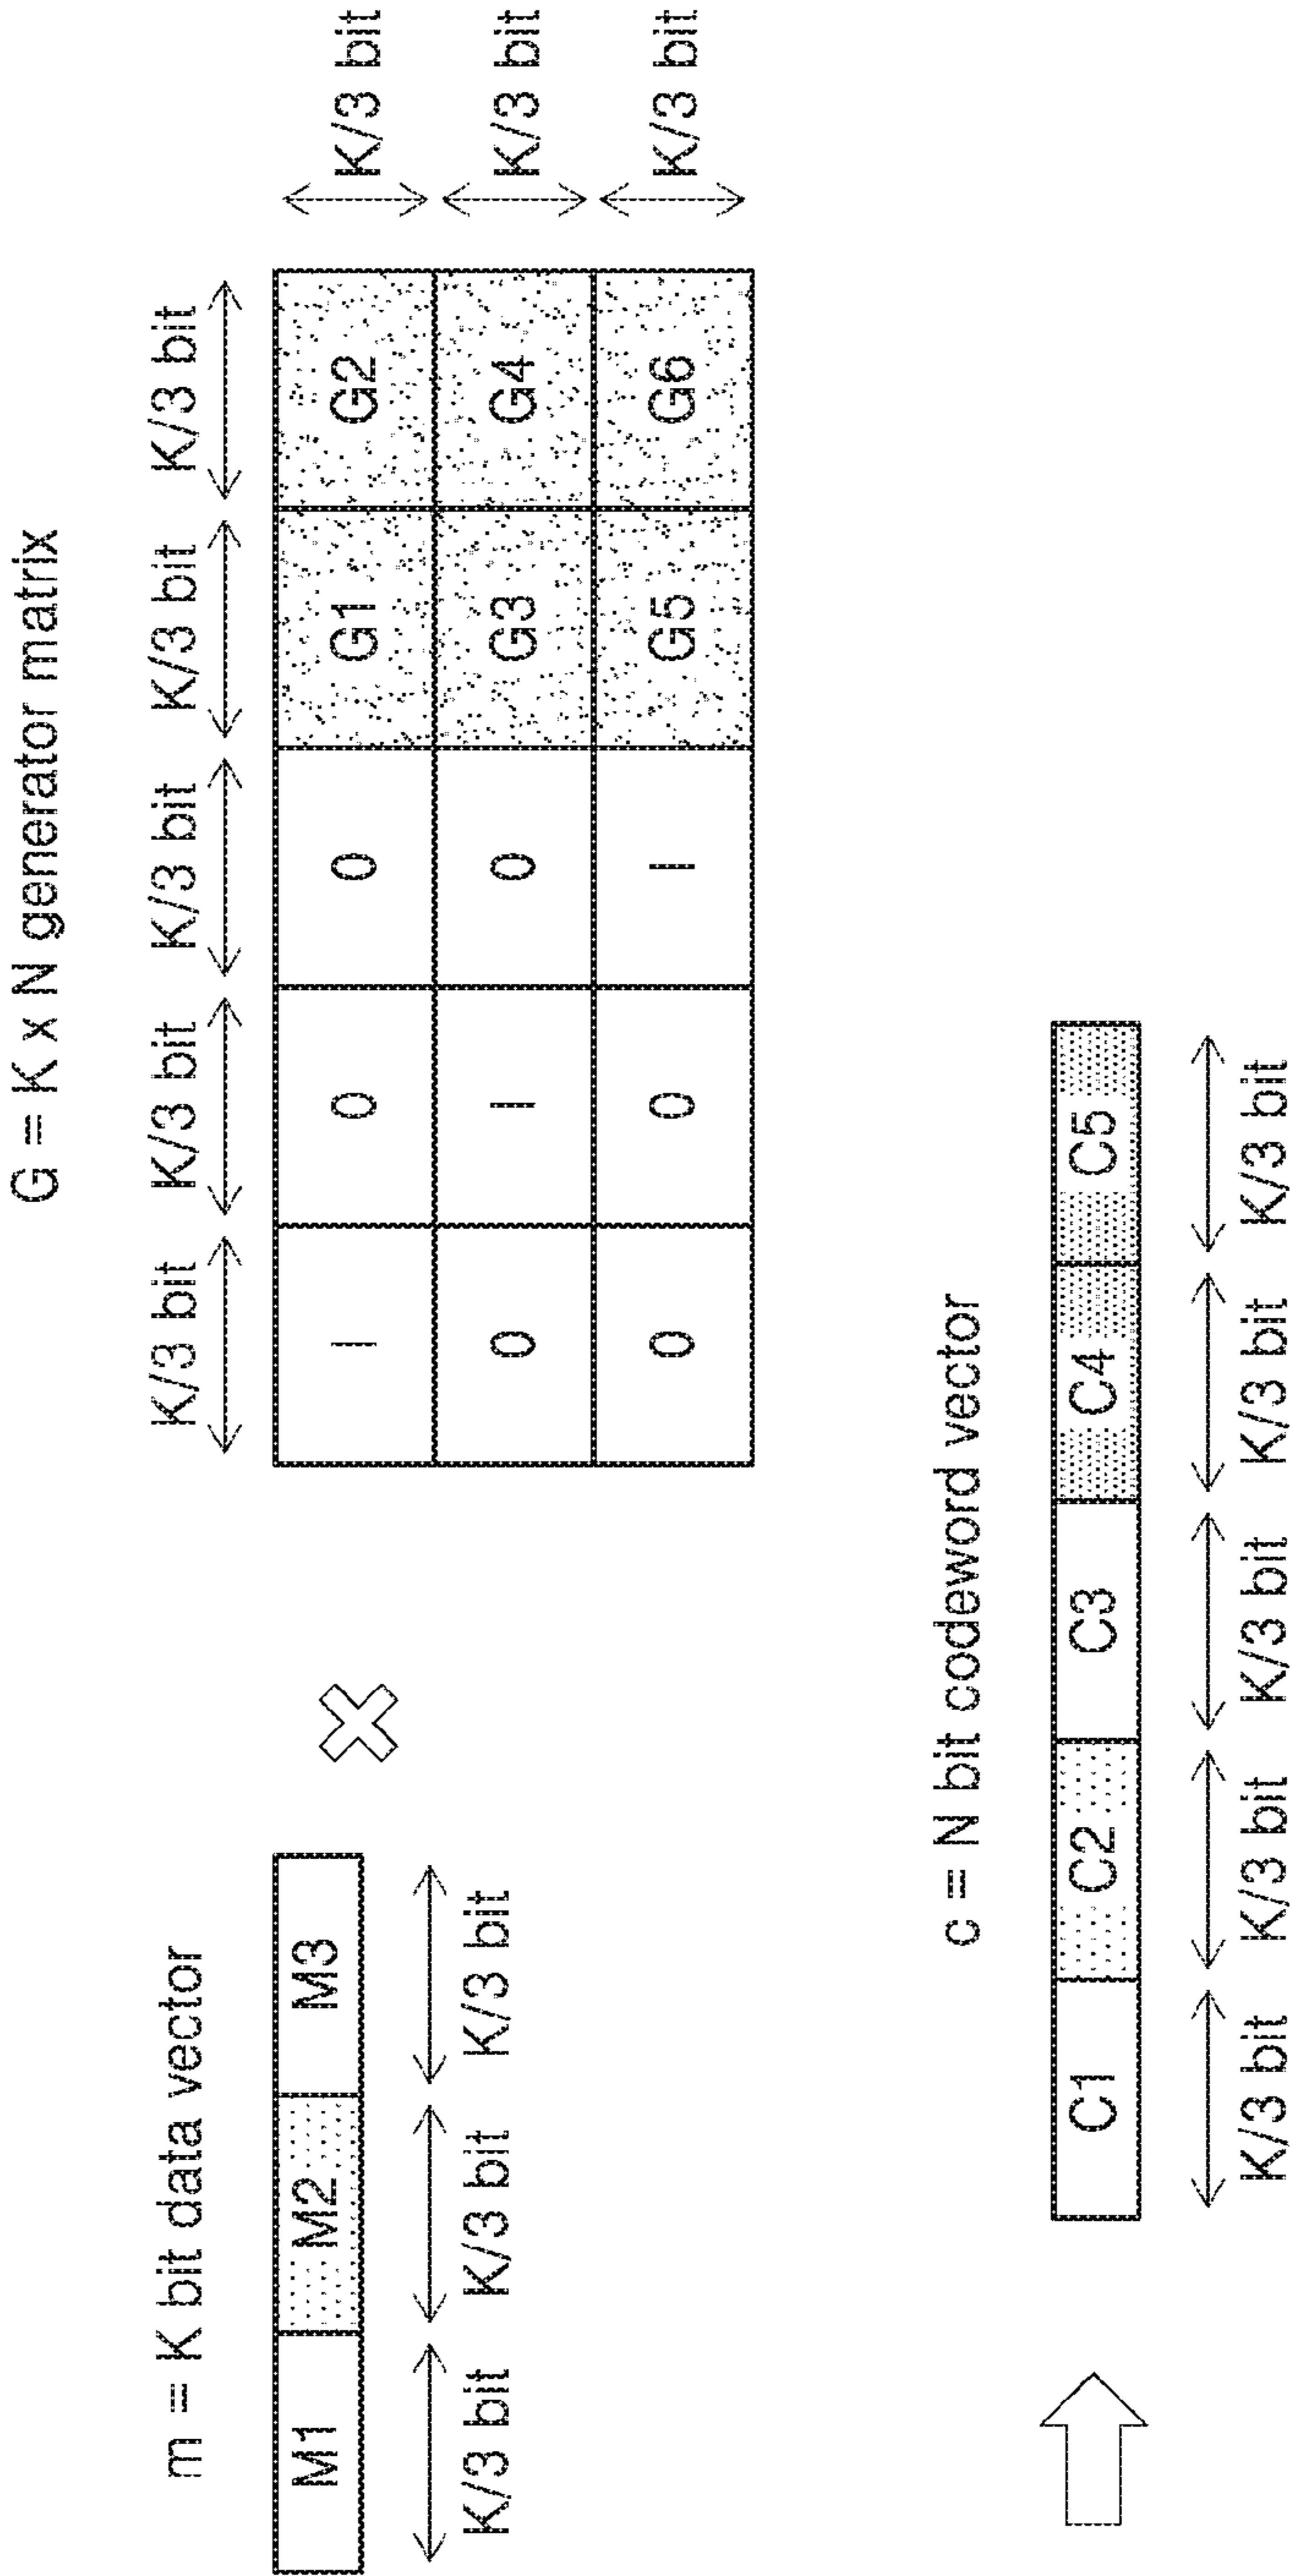 m = K bit data vector
M1 M2 M3
K/3 bit K/3 bit K/3 bit
G = K x N generator matrix
K/3 bit K/3 bit K/3 bit K/3 bit K/3 bit
I 0 0 G1 G2 K/3 bit
0 I 0 G3 G4 K/3 bit
0 0 I G5 G6 K/3 bit
c = N bit codeword vector
C1 C2 C3 C4 C5
K/3 bit K/3 bit K/3 bit K/3 bit K/3 bit